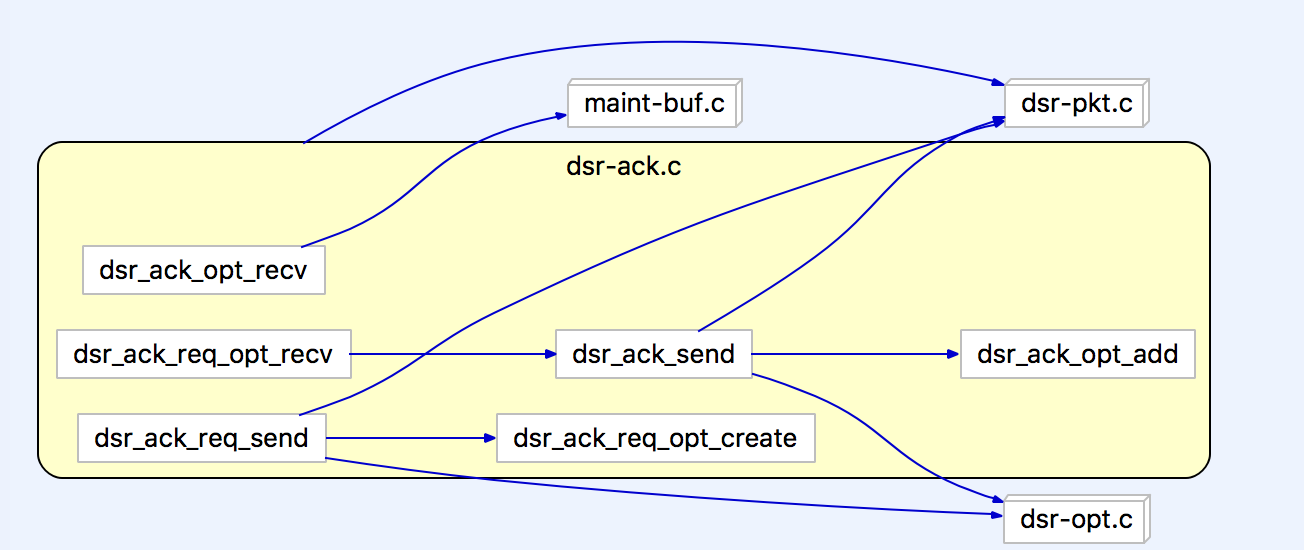 maint-buf.c
dsr-pkt.c
dsr-ack.c
dsr_ack_opt_recv
dsr_ack_req_opt_recv
dsr_ack_send
dsr_ack_opt_add
dsr_ack_req_send
dsr_ack_req_opt_create
dsr-opt.c